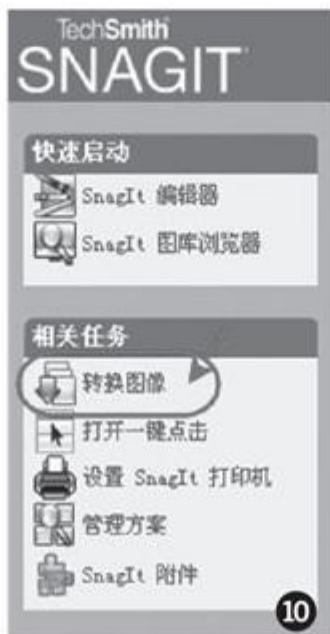 TechSmith
SNAGIT
快速启动
SnagIt 编辑器
SnagIt 图库浏览器
相关任务
转换图像
打开一键点击
设置 SnagIt 打印机
管理方案
SnagIt 附件
10